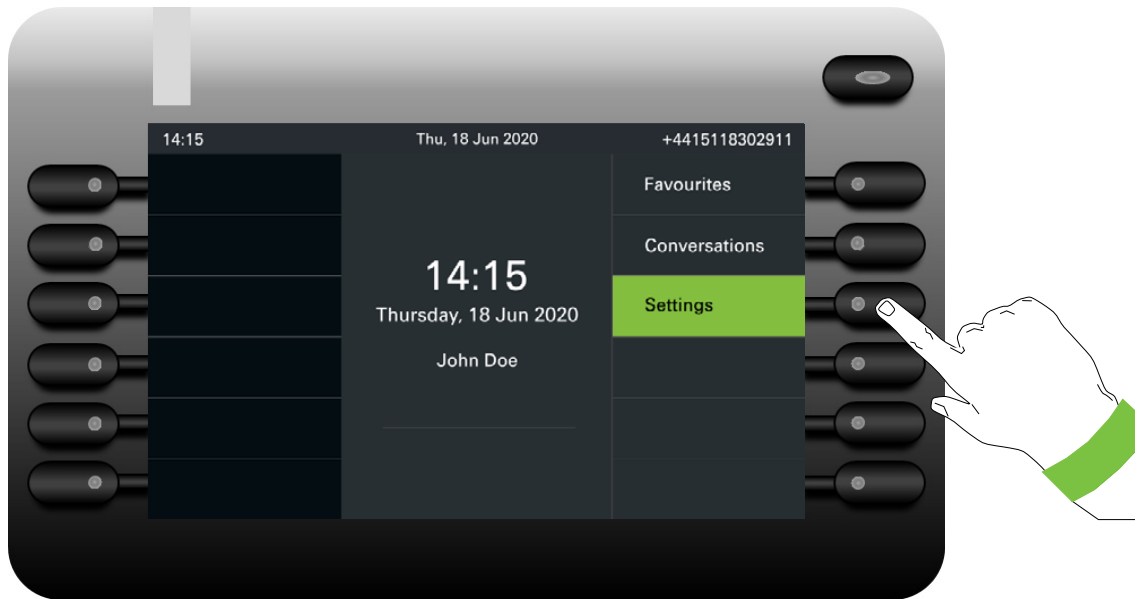 14:15 Thu, 18 Jun 2020 +4415118302911
Favourites
Conversations
14:15
Settings
Thursday, 18 Jun 2020
John Doe